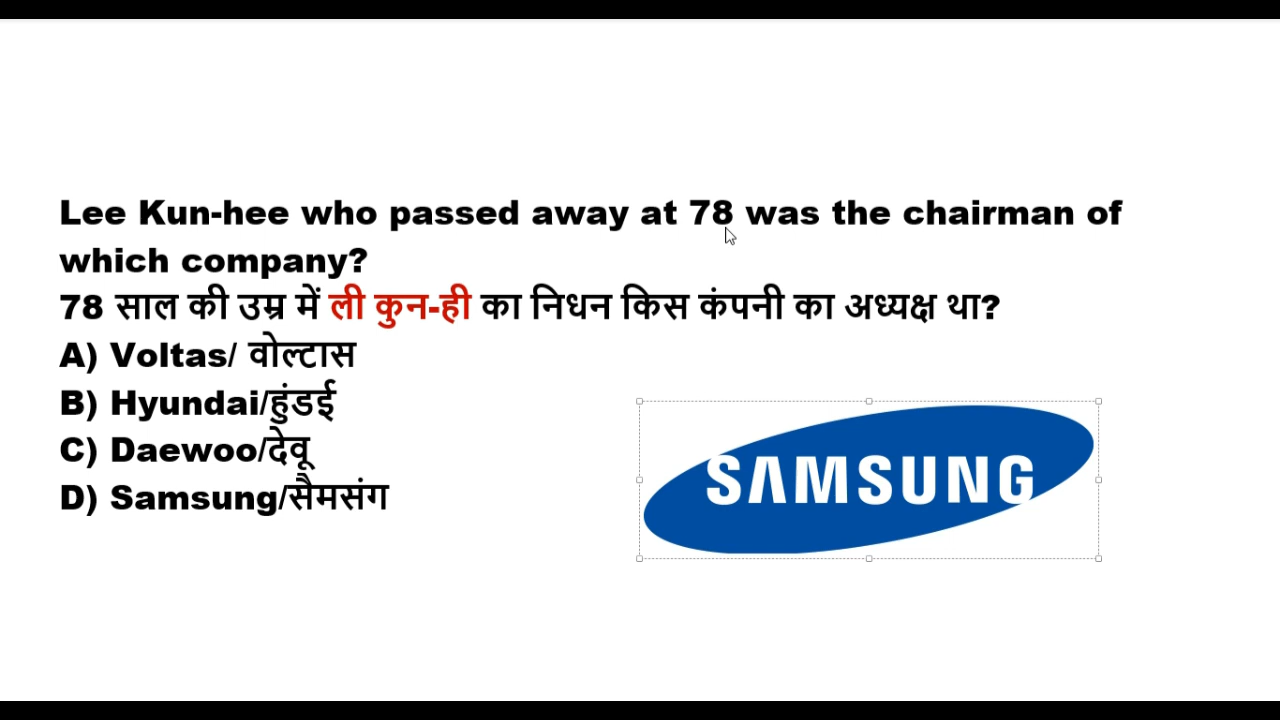 Lee Kun-hee who passed away at 78 was the chairman of
which company?
78 साल की उम्र में ली कुन-ही का निधन किस कंपनी का अध्यक्ष था?
A) Voltas/ वोल्टास
B) Hyundai/हुंडई
C) Daewoo/देवू
D) Samsung/सैमसंग
SAMSUNG